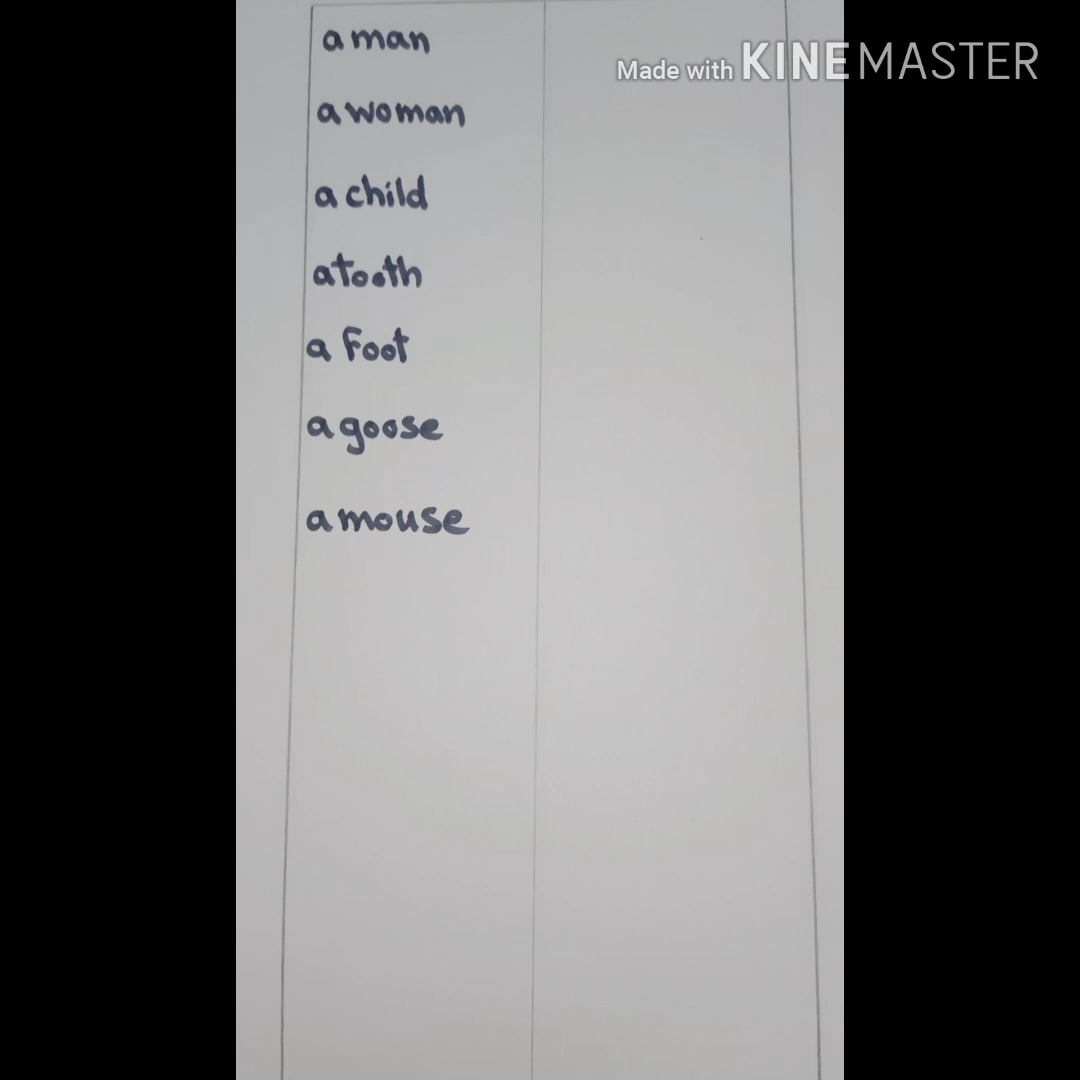 a man
Made with KINEMASTER
a woman
a child
a tooth
a foot
a goose
a mouse